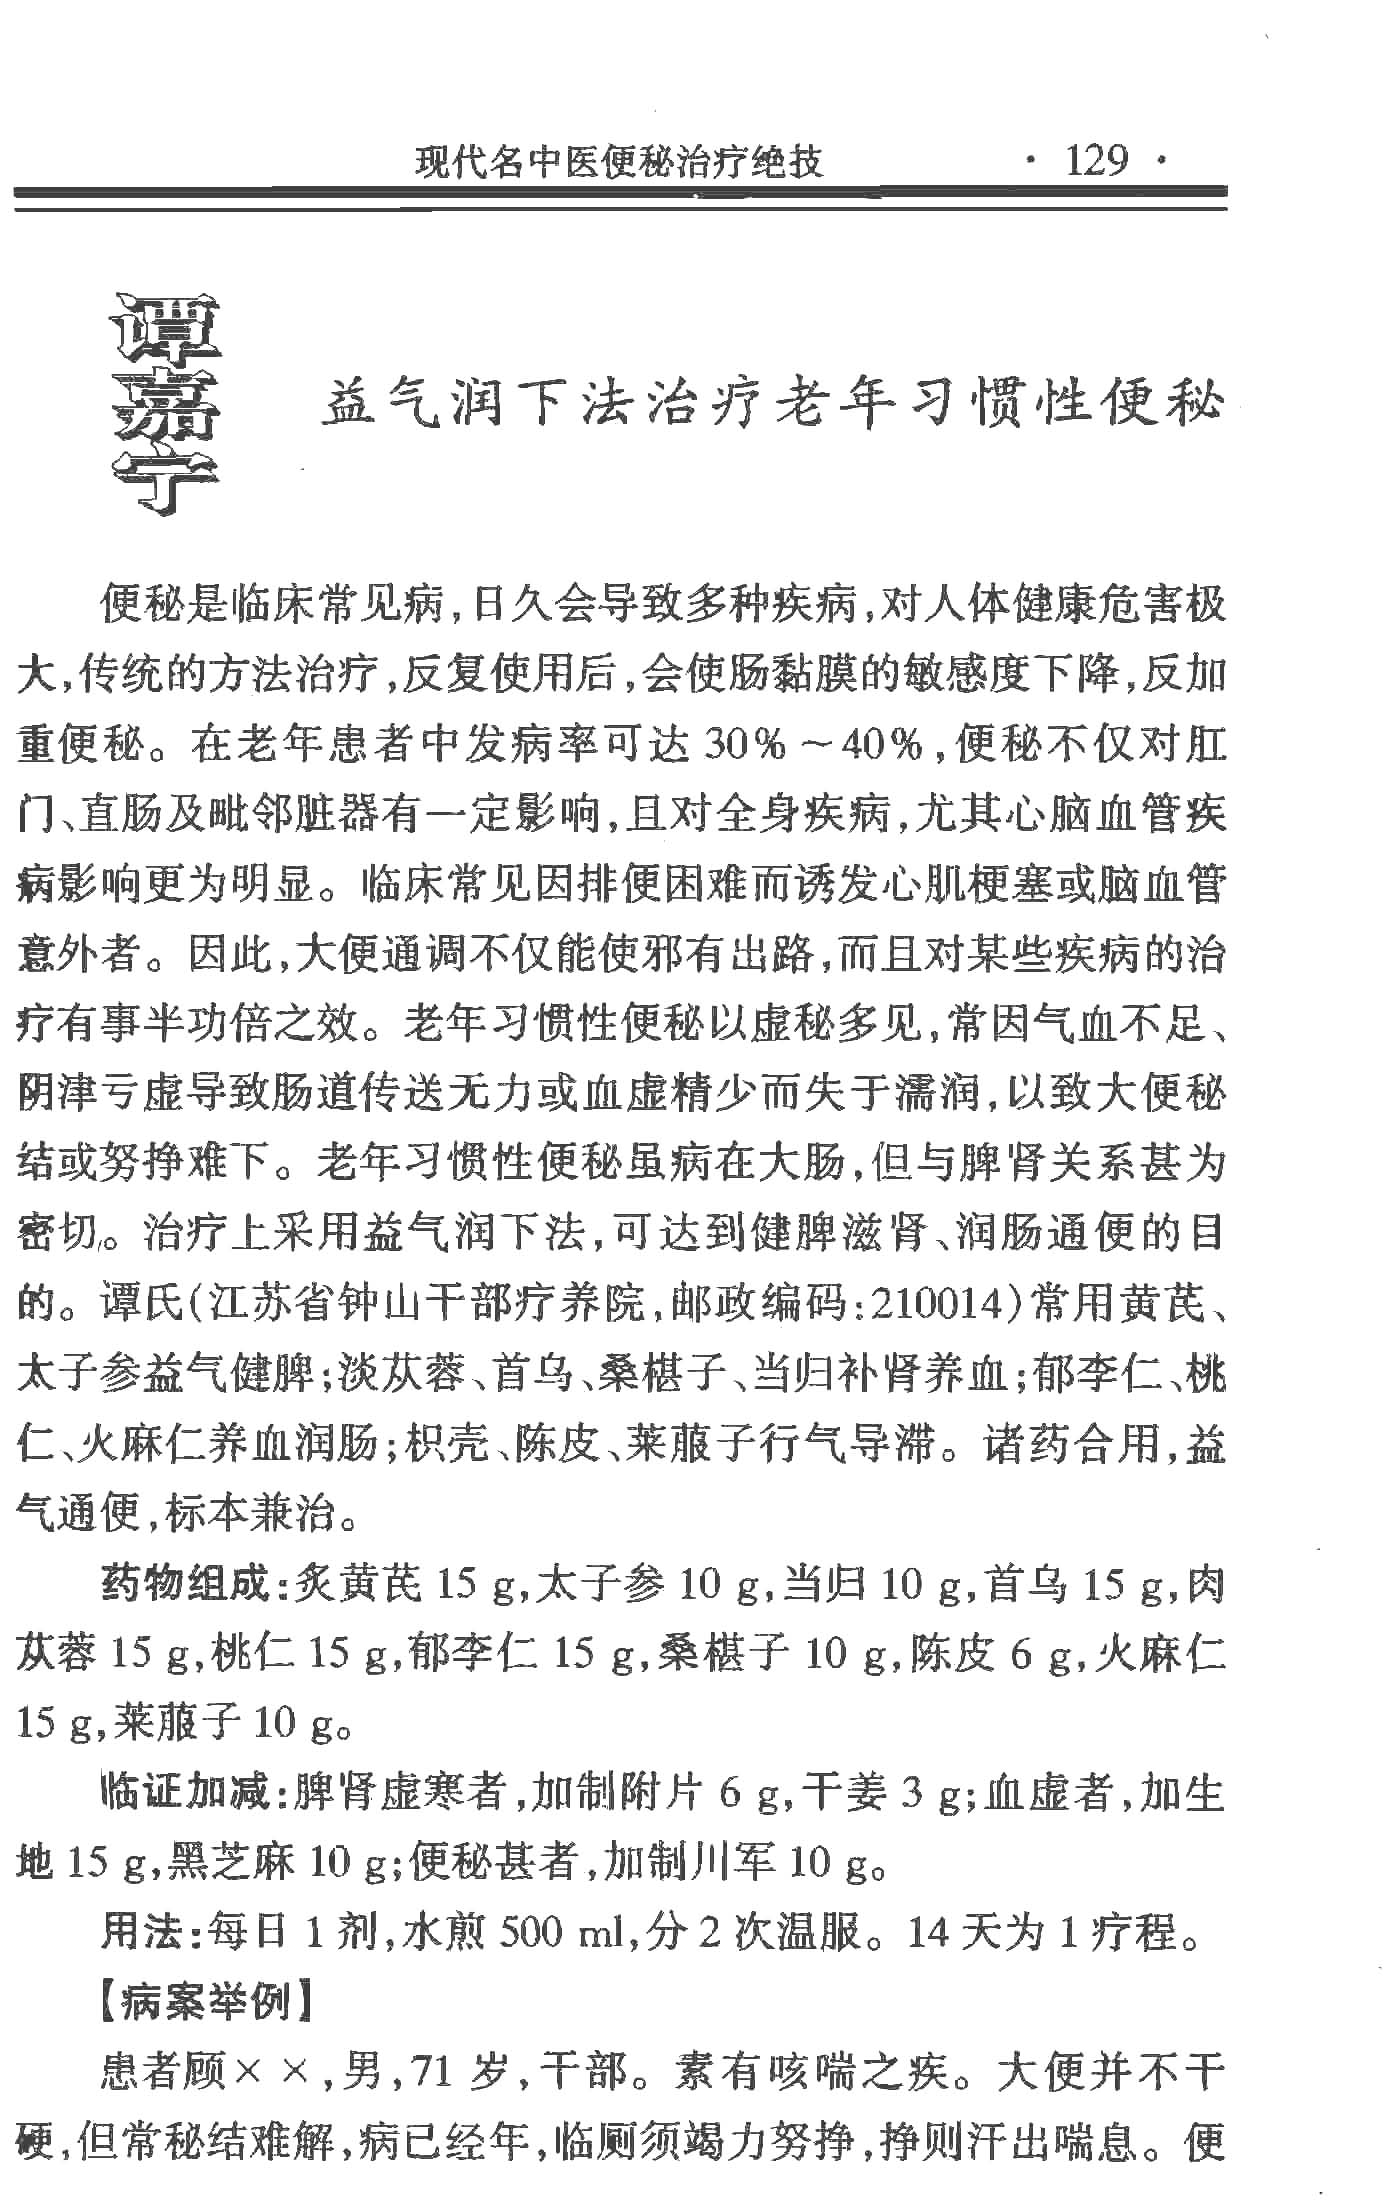 现代名中医便秘治疗绝技 · 129 ·
谭嘉宁
益气润下法治疗老年习惯性便秘
便秘是临床常见病,日久会导致多种疾病,对人体健康危害极
大,传统的方法治疗,反复使用后,会使肠黏膜的敏感度下降,反加
重便秘。在老年患者中发病率可达 30%～40%,便秘不仅对肛
门、直肠及毗邻脏器有一定影响,且对全身疾病,尤其心脑血管疾
病影响更为明显。临床常见因排便困难而诱发心肌梗塞或脑血管
意外者。因此,大便通调不仅能使邪有出路,而且对某些疾病的治
疗有事半功倍之效。老年习惯性便秘以虚秘多见,常因气血不足、
阴津亏虚导致肠道传送无力或血虚精少而失于濡润,以致大便秘
结或努挣难下。老年习惯性便秘虽病在大肠,但与脾肾关系甚为
密切。治疗上采用益气润下法,可达到健脾滋肾、润肠通便的目
的。谭氏(江苏省钟山干部疗养院,邮政编码:210014)常用黄芪、
太子参益气健脾;淡苁蓉、首乌、桑椹子、当归补肾养血;郁李仁、桃
仁、火麻仁养血润肠;枳壳、陈皮、莱菔子行气导滞。诸药合用,益
气通便,标本兼治。
药物组成:炙黄芪 15 g,太子参 10 g,当归 10 g,首乌 15 g,肉
苁蓉 15 g,桃仁 15 g,郁李仁 15 g,桑椹子 10 g,陈皮 6 g,火麻仁
15 g,莱菔子 10 g。
临证加减:脾肾虚寒者,加制附片 6 g,干姜 3 g;血虚者,加生
地 15 g,黑芝麻 10 g;便秘甚者,加制川军 10 g。
用法:每日 1 剂,水煎 500 ml,分 2 次温服。14 天为 1 疗程。
【病案举例】
患者顾××,男,71 岁,干部。素有咳喘之疾。大便并不干
硬,但常秘结难解,病已经年,临厕须竭力努挣,挣则汗出喘息。便